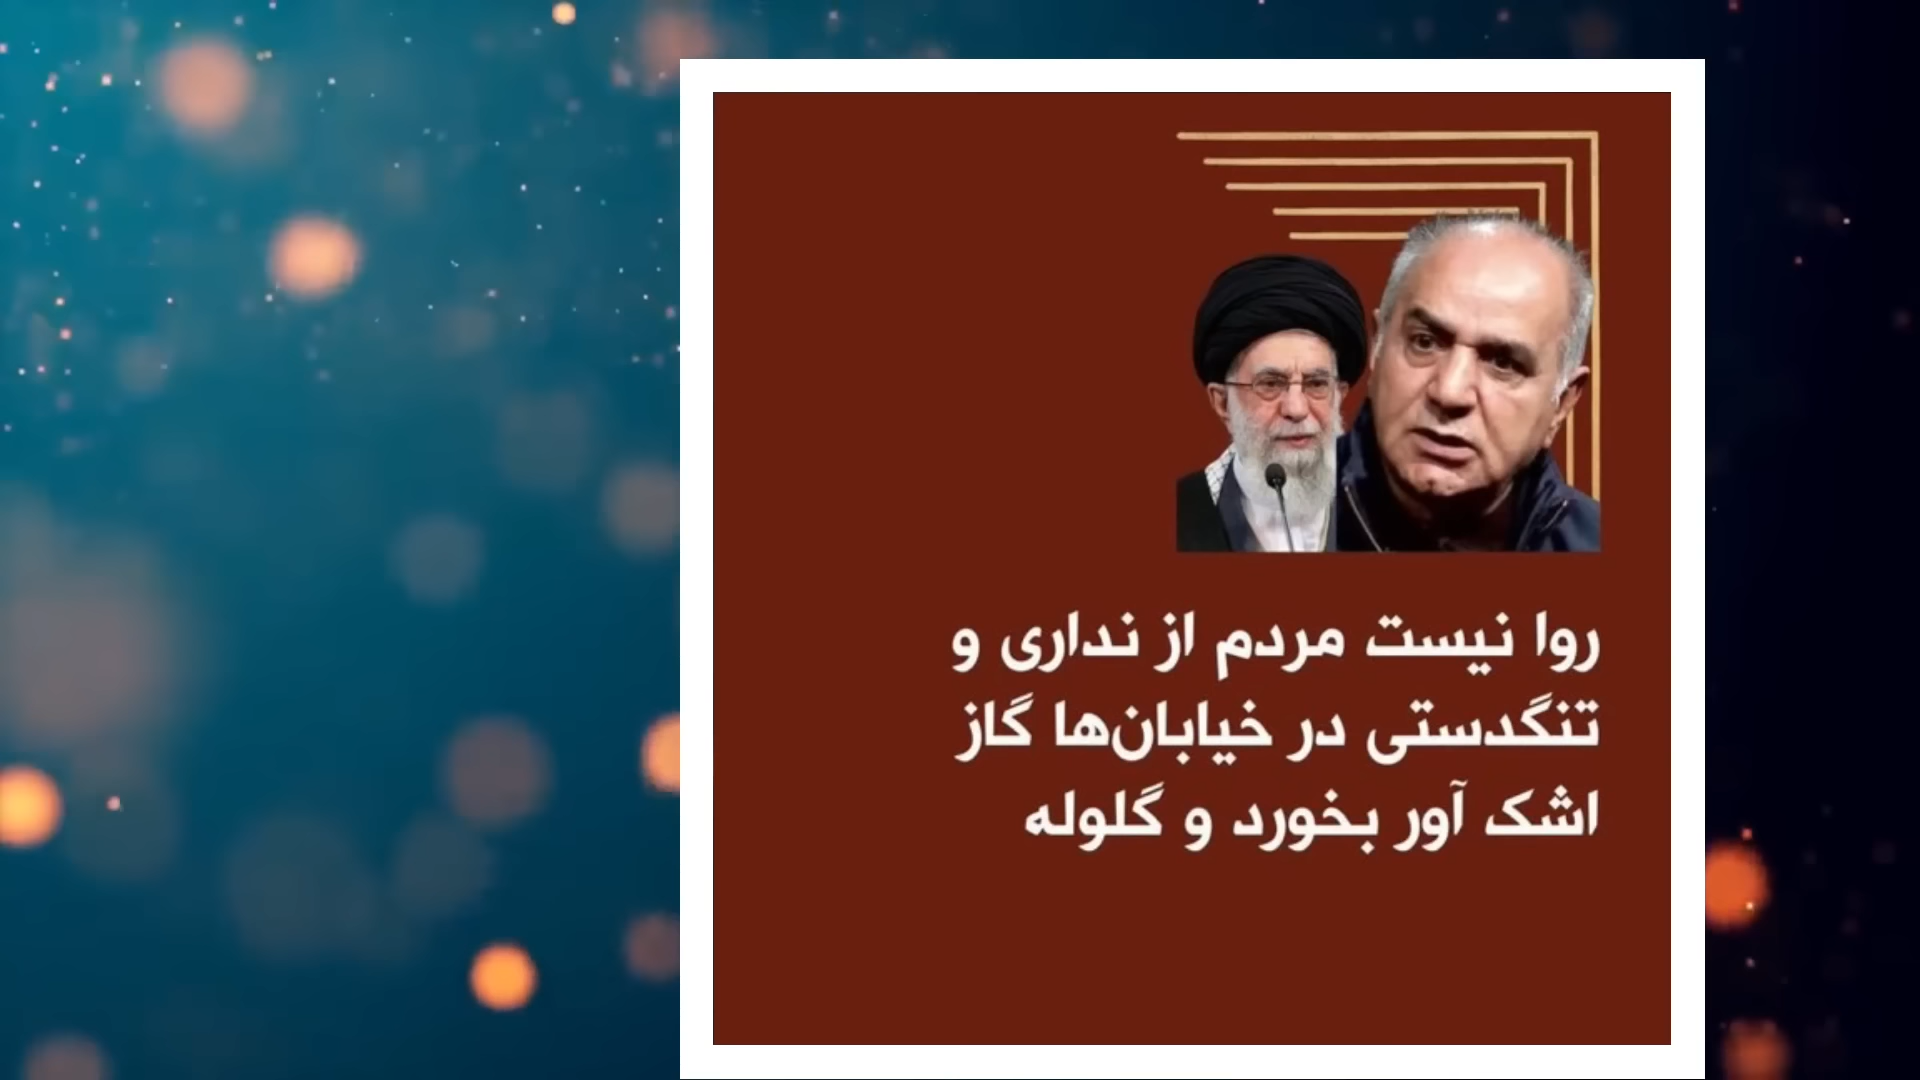 روا نیست مردم از نداری و
تنگدستی در خیابان‌ها گاز
اشک آور بخورد و گلوله